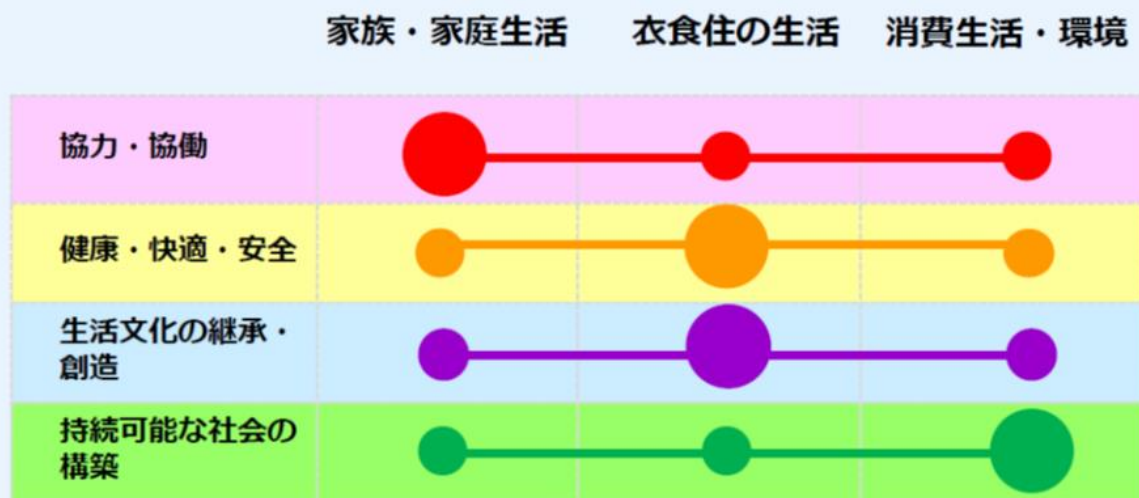 家族・家庭生活 衣食住の生活 消費生活・環境
協力・協働
健康・快適・安全
生活文化の継承・
創造
持続可能な社会の
構築